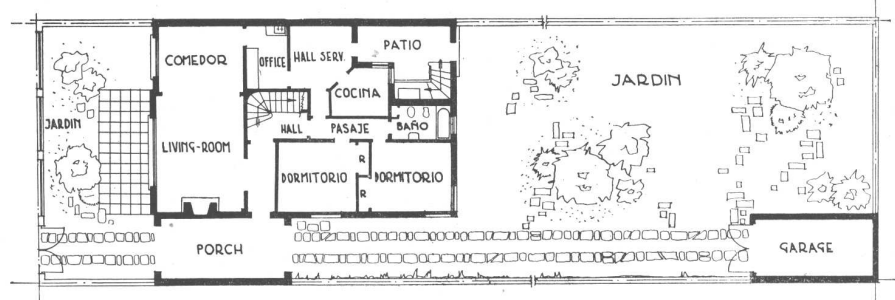 COMEDOR
OFFICE
HALL SERV.
PATIO
JARDIN
COCINA
JARDIN
LIVING-ROOM
HALL
PASAJE
BAÑO
DORMITORIO
R
R
DORMITORIO
PORCH
GARAGE